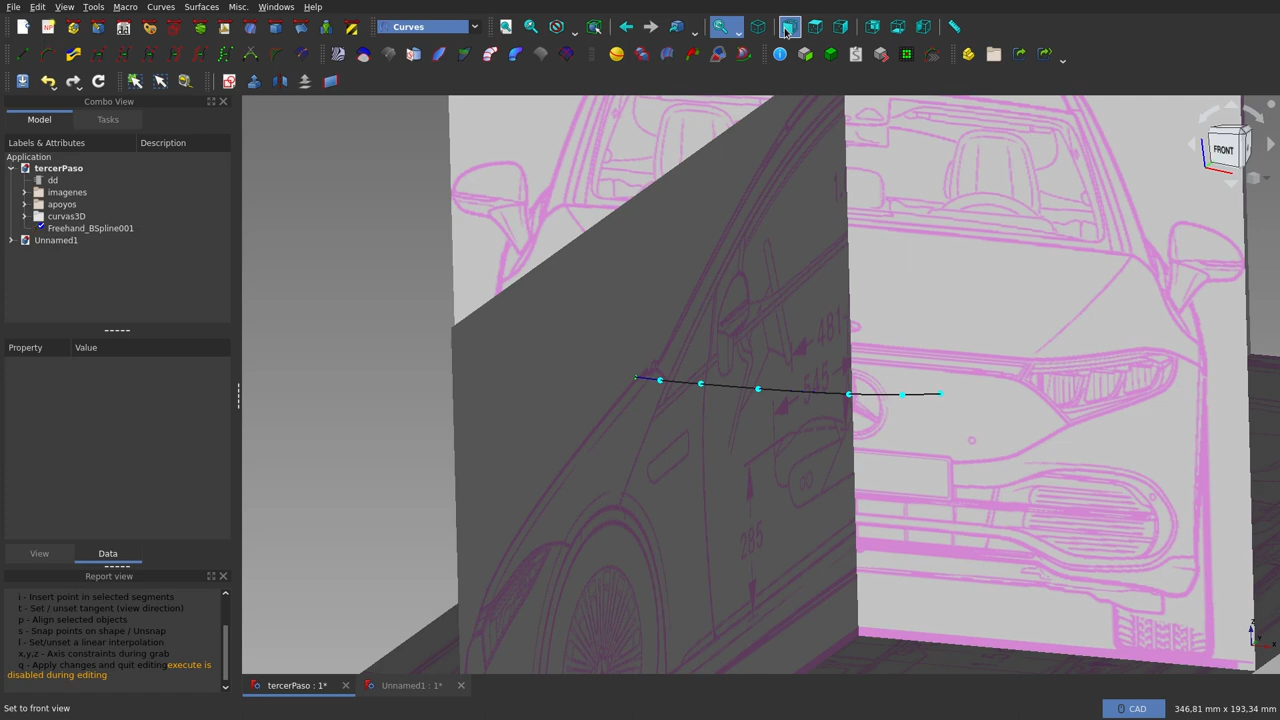 File Edit View Tools Macro Curves Surfaces Misc. Windows Help
Curves
Combo View
Model Tasks
Labels & Attributes Description
Application
tercerPaso
dd
imagenes
apoyos
curvas3D
Freehand_BSpline001
Unnamed1
Property Value
View Data
Report view
i - Insert point in selected segments
t - Set / unset tangent (view direction)
p - Align selected objects
s - Snap points on shape / Unsnap
l - Set/unset a linear interpolation
x,y,z - Axis constraints during grab
q - Apply changes and quit editingexecute is
disabled during editing
FRONT
481
545
285
tercerPaso : 1*
Unnamed1 : 1*
Set to front view
CAD
346,81 mm x 193,34 mm